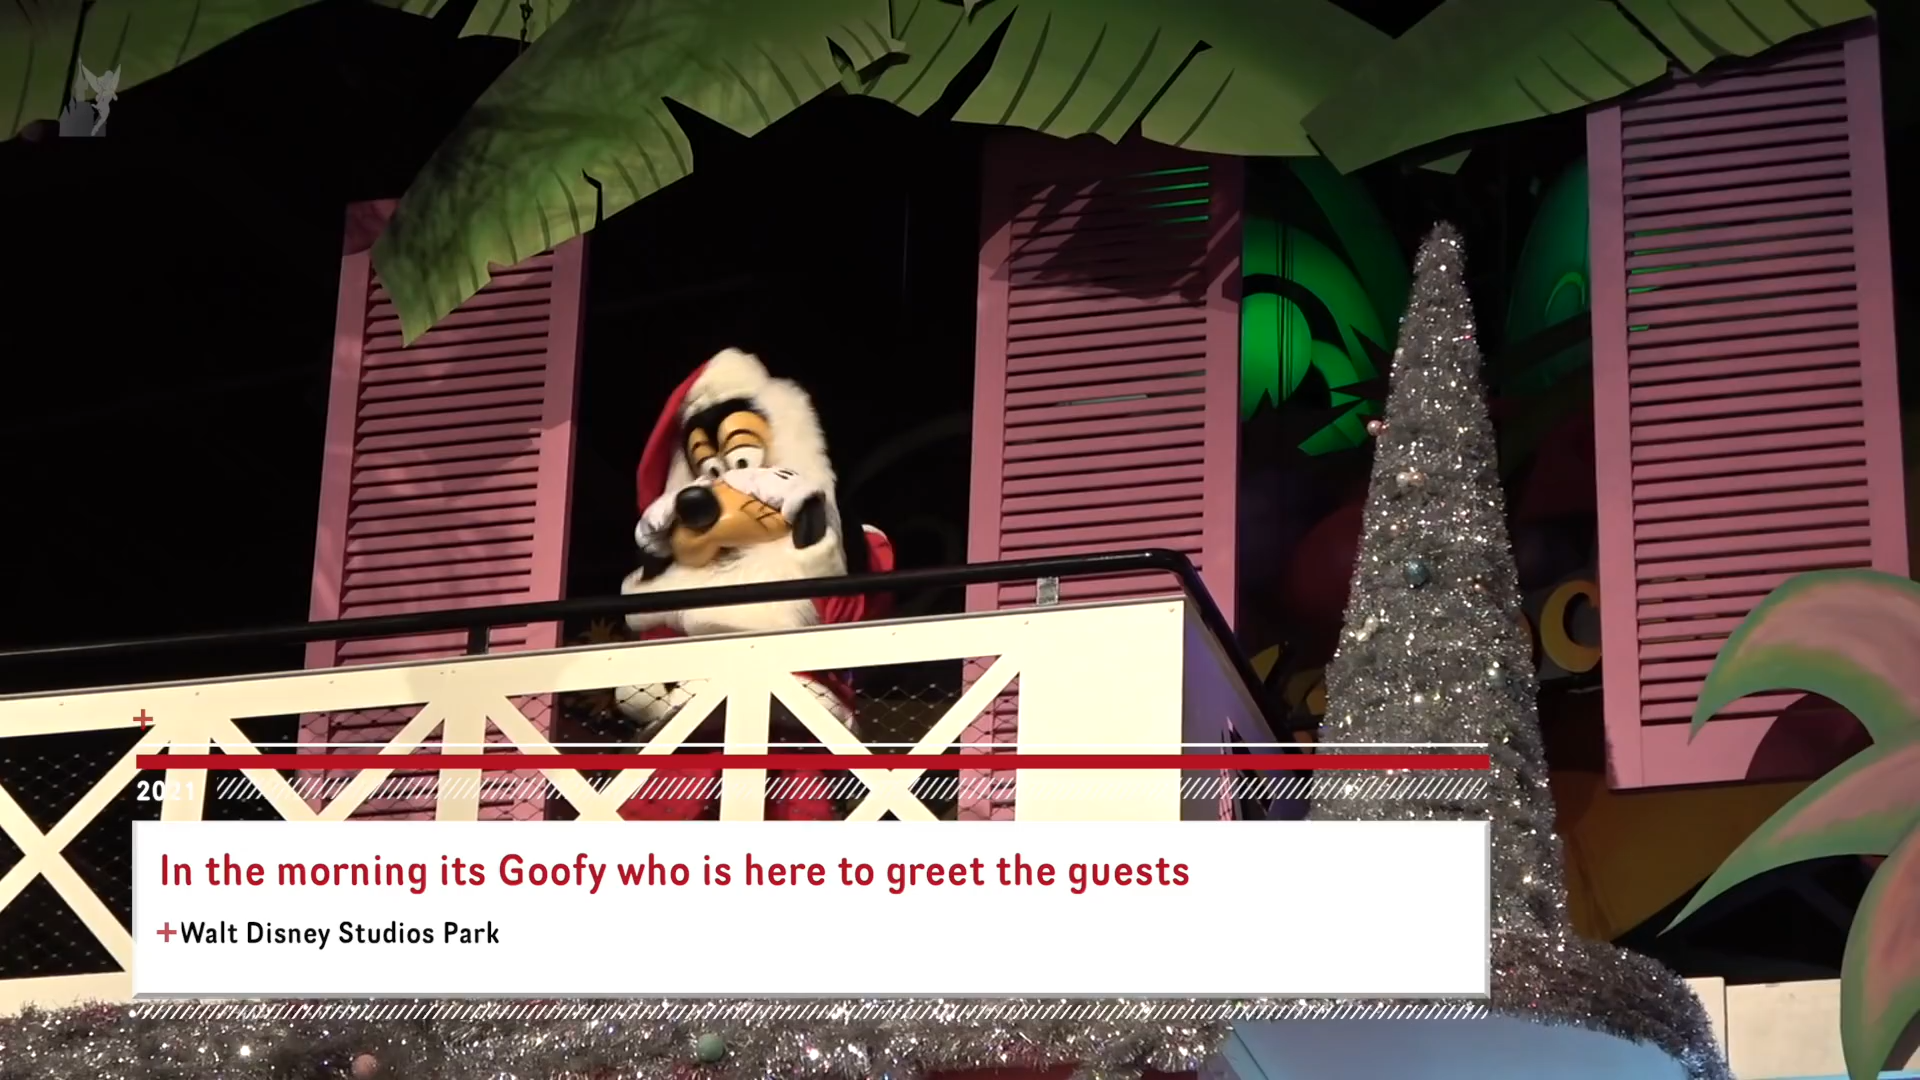 2021
In the morning its Goofy who is here to greet the guests
+Walt Disney Studios Park